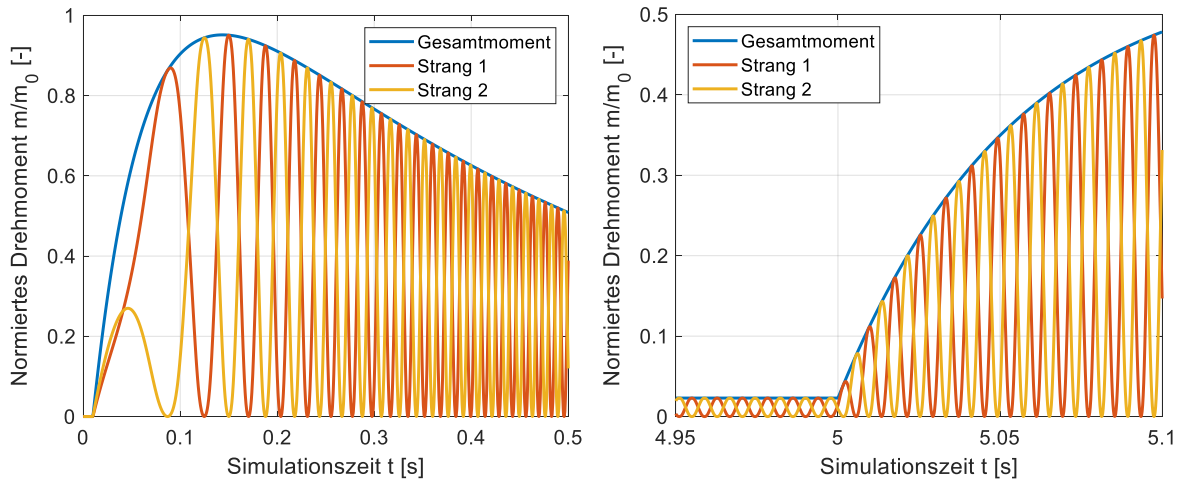 Normiertes Drehmoment m/m0 [-]
1
0.8
0.6
0.4
0.2
0
Gesamtmoment
Strang 1
Strang 2
0 0.1 0.2 0.3 0.4 0.5
Simulationszeit t [s]
Normiertes Drehmoment m/m0 [-]
0.5
0.4
0.3
0.2
0.1
0
Gesamtmoment
Strang 1
Strang 2
4.95 5 5.05 5.1
Simulationszeit t [s]